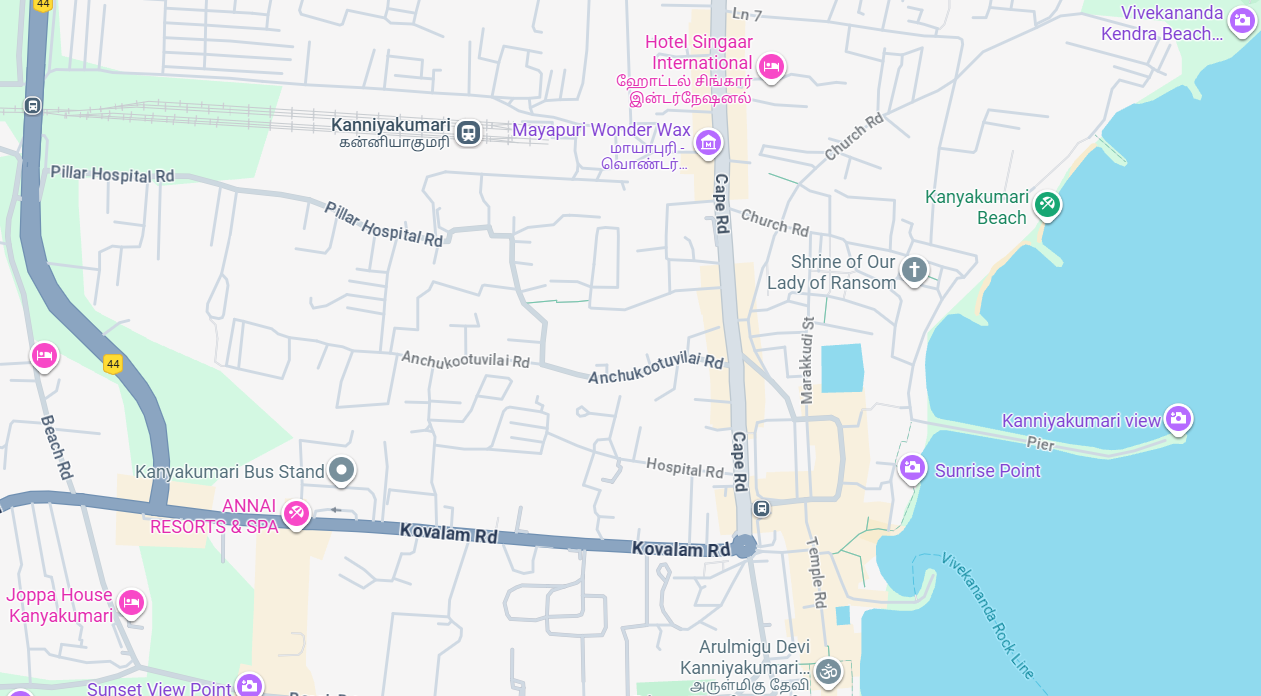 44
Ln 7
Vivekananda
Kendra Beach...
Hotel Singaar
International
ஹோட்டல் சிங்கார்
இன்டர்நேஷனல்
Kanniyakumari
கன்னியாகுமரி
Mayapuri Wonder Wax
மாயாபுரி -
வொண்டர்...
Church Rd
Pillar Hospital Rd
Pillar Hospital Rd
Cape Rd
Church Rd
Kanyakumari
Beach
Shrine of Our
Lady of Ransom
44
Marakkudi St
Anchukootuvilai Rd
Anchukootuvilai Rd
Beach Rd
Kanniyakumari view
Pier
Cape Rd
Hospital Rd
Sunrise Point
Kanyakumari Bus Stand
ANNAI
RESORTS & SPA
Kovalam Rd
Kovalam Rd
Temple Rd
Vivekananda Rock Line
Joppa House
Kanyakumari
Arulmigu Devi
Kanniyakumari...
அருள்மிகு தேவி
Sunset View Point